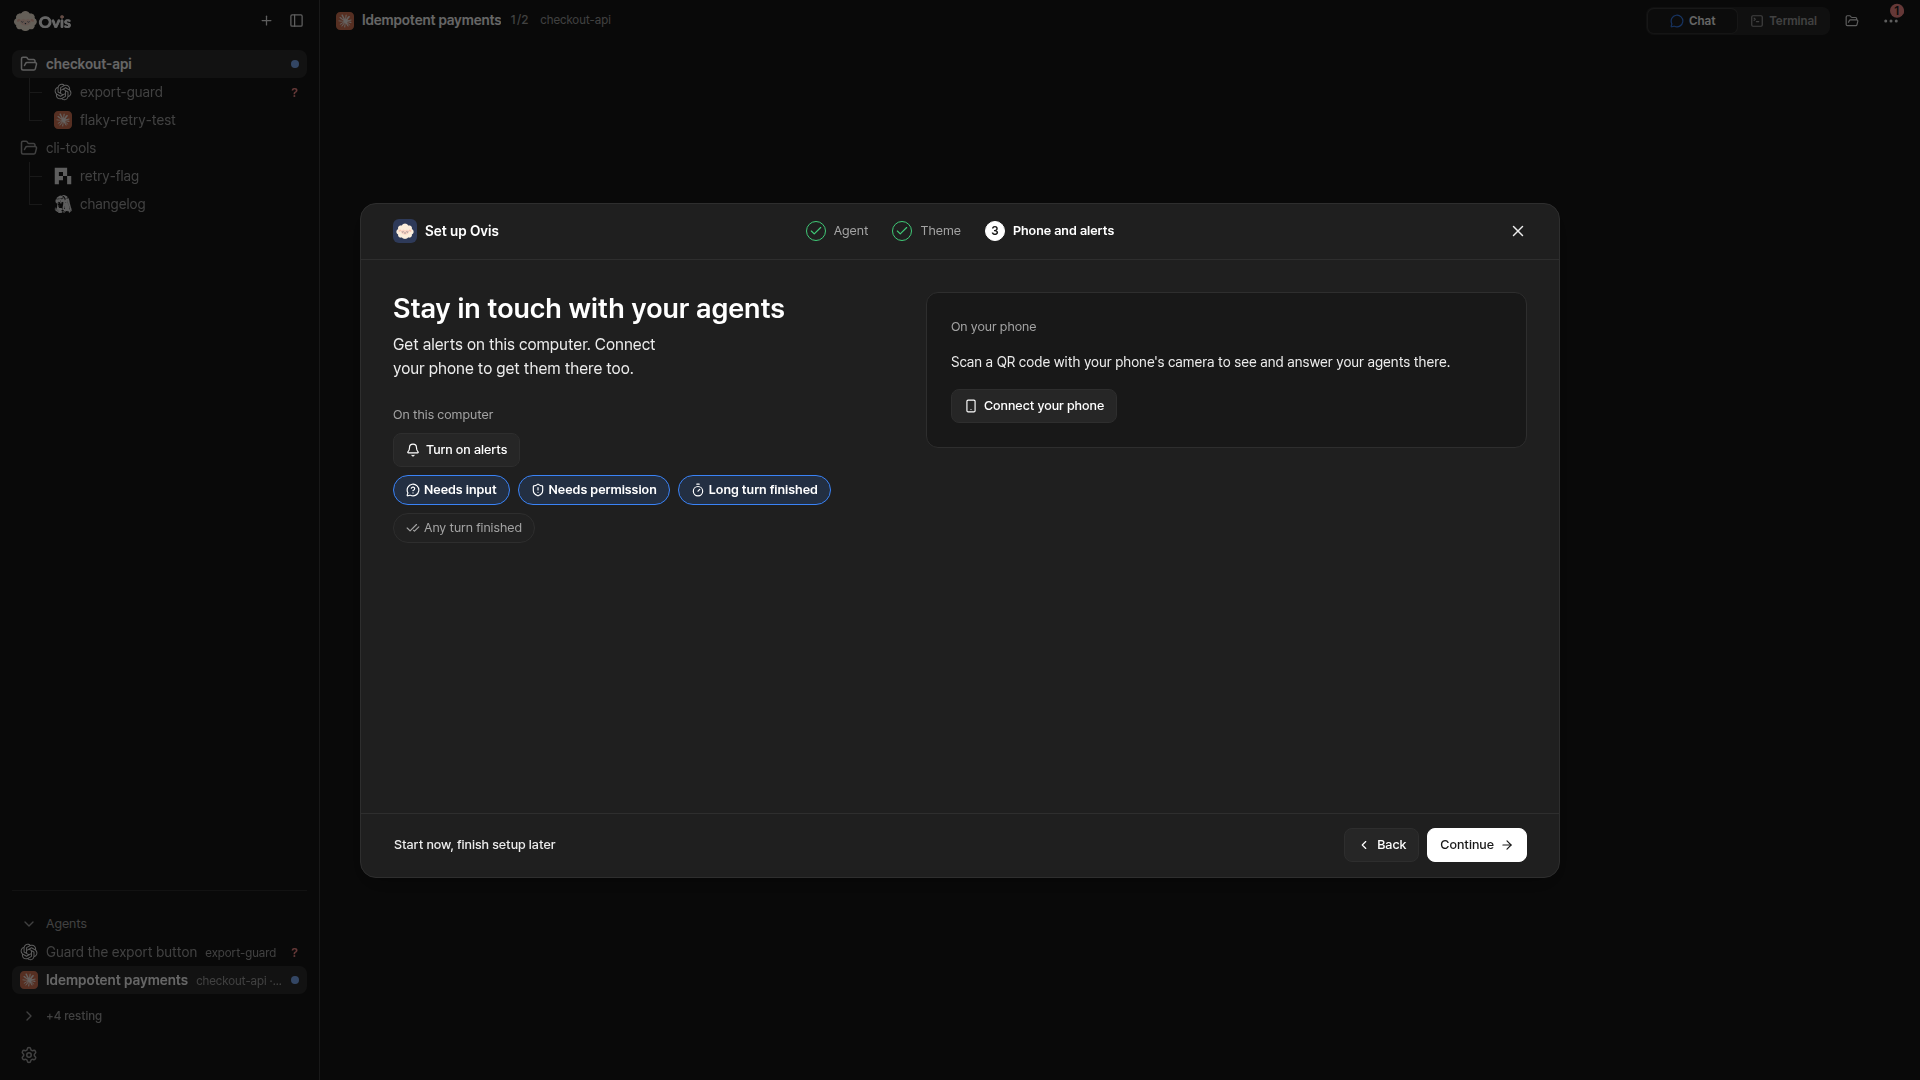 Ovis
Idempotent payments 1/2 checkout-api
Chat
Terminal
1
checkout-api
export-guard ?
flaky-retry-test
cli-tools
retry-flag
changelog
Set up Ovis
Agent
Theme
3 Phone and alerts
Stay in touch with your agents
Get alerts on this computer. Connect
your phone to get them there too.
On this computer
Turn on alerts
Needs input
Needs permission
Long turn finished
Any turn finished
On your phone
Scan a QR code with your phone's camera to see and answer your agents there.
Connect your phone
Start now, finish setup later
Back
Continue
Agents
Guard the export button export-guard ?
Idempotent payments checkout-api ·...
+4 resting